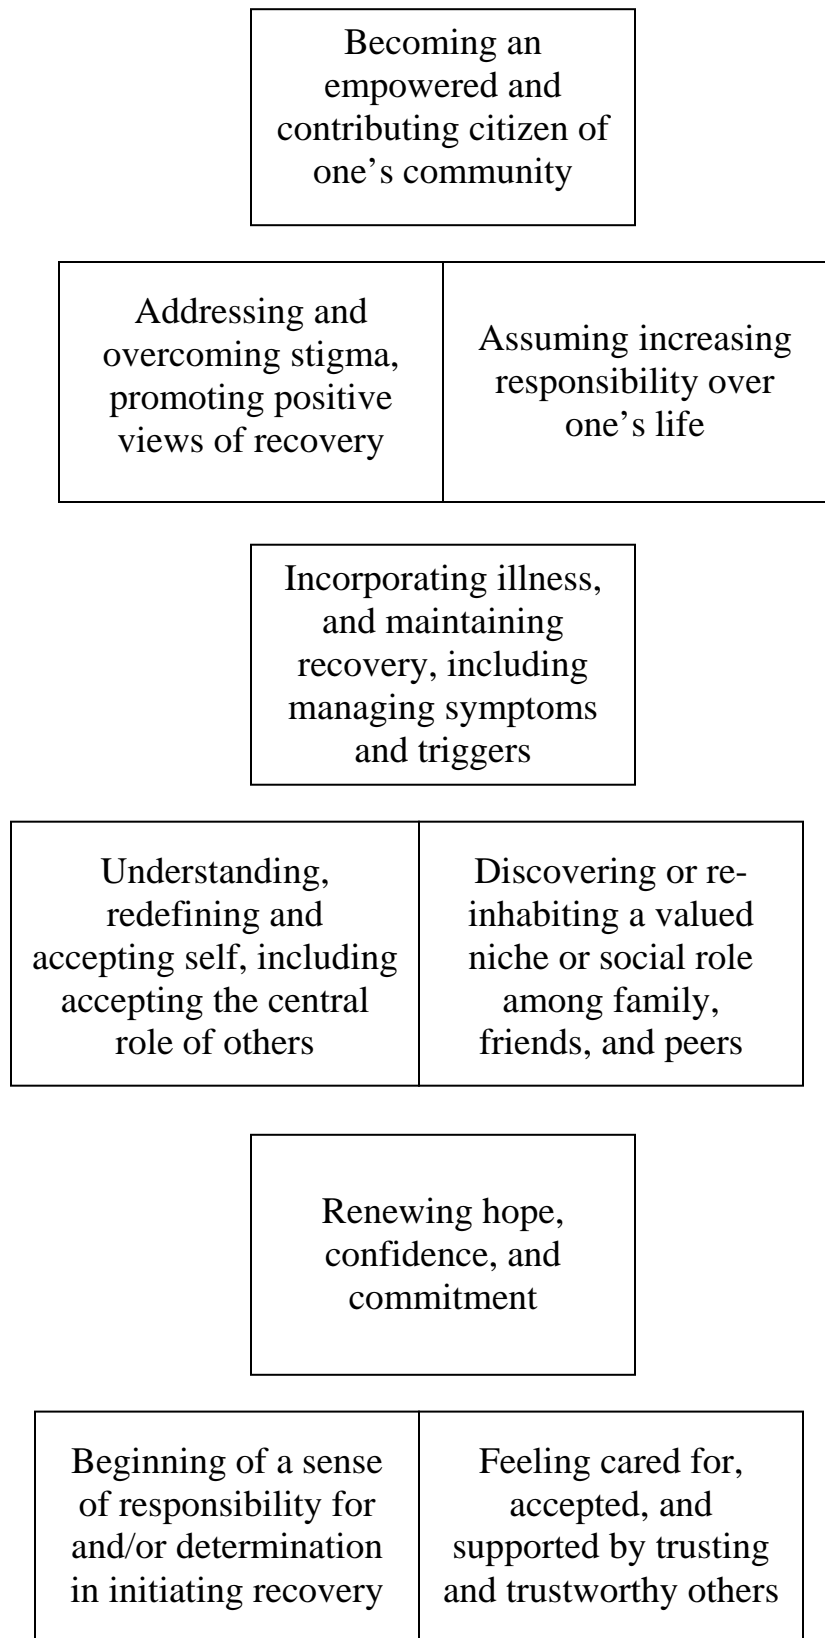 Becoming an
empowered and
contributing citizen of
one’s community
Addressing and
overcoming stigma,
promoting positive
views of recovery
Assuming increasing
responsibility over
one’s life
Incorporating illness,
and maintaining
recovery, including
managing symptoms
and triggers
Understanding,
redefining and
accepting self, including
accepting the central
role of others
Discovering or re-
inhabiting a valued
niche or social role
among family,
friends, and peers
Renewing hope,
confidence, and
commitment
Beginning of a sense
of responsibility for
and/or determination
in initiating recovery
Feeling cared for,
accepted, and
supported by trusting
and trustworthy others